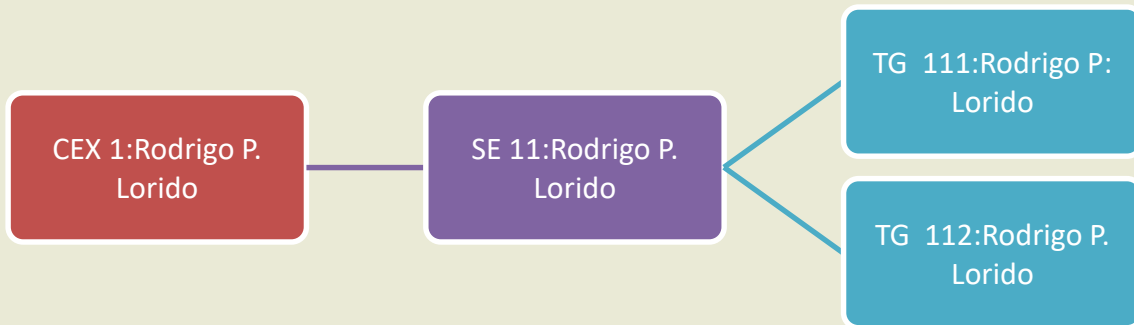 CEX 1:Rodrigo P.
Lorido
SE 11:Rodrigo P.
Lorido
TG  111:Rodrigo P:
Lorido
TG  112:Rodrigo P.
Lorido